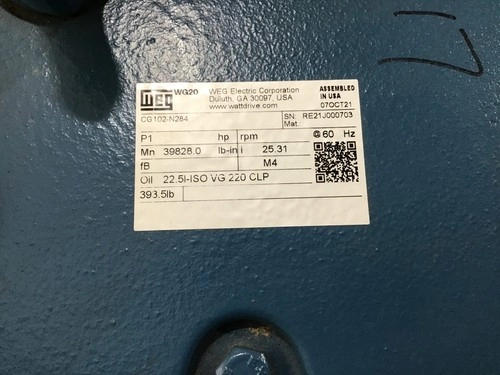 WEG WG20 WEG Electric Corporation ASSEMBLED
Duluth, GA 30097, USA IN USA
www.wattdrive.com 07OCT21
CG102-N284 SN: RE21J000703
Mat.:
P1 hp rpm @ 60 Hz
Mn 39828.0 lb-in i 25.31
fB M4
Oil 22.5l-ISO VG 220 CLP
393.5lb